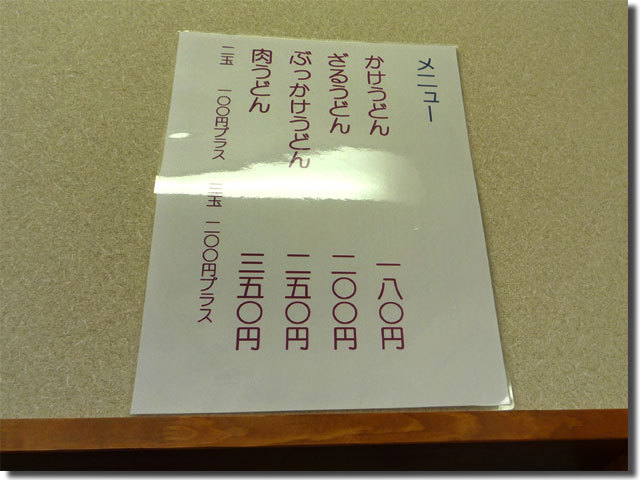 メニュー
かけうどん 一八〇円
ざるうどん 二〇〇円
ぶっかけうどん 二五〇円
肉うどん 三五〇円
二玉 一〇〇円プラス 三玉 二〇〇円プラス